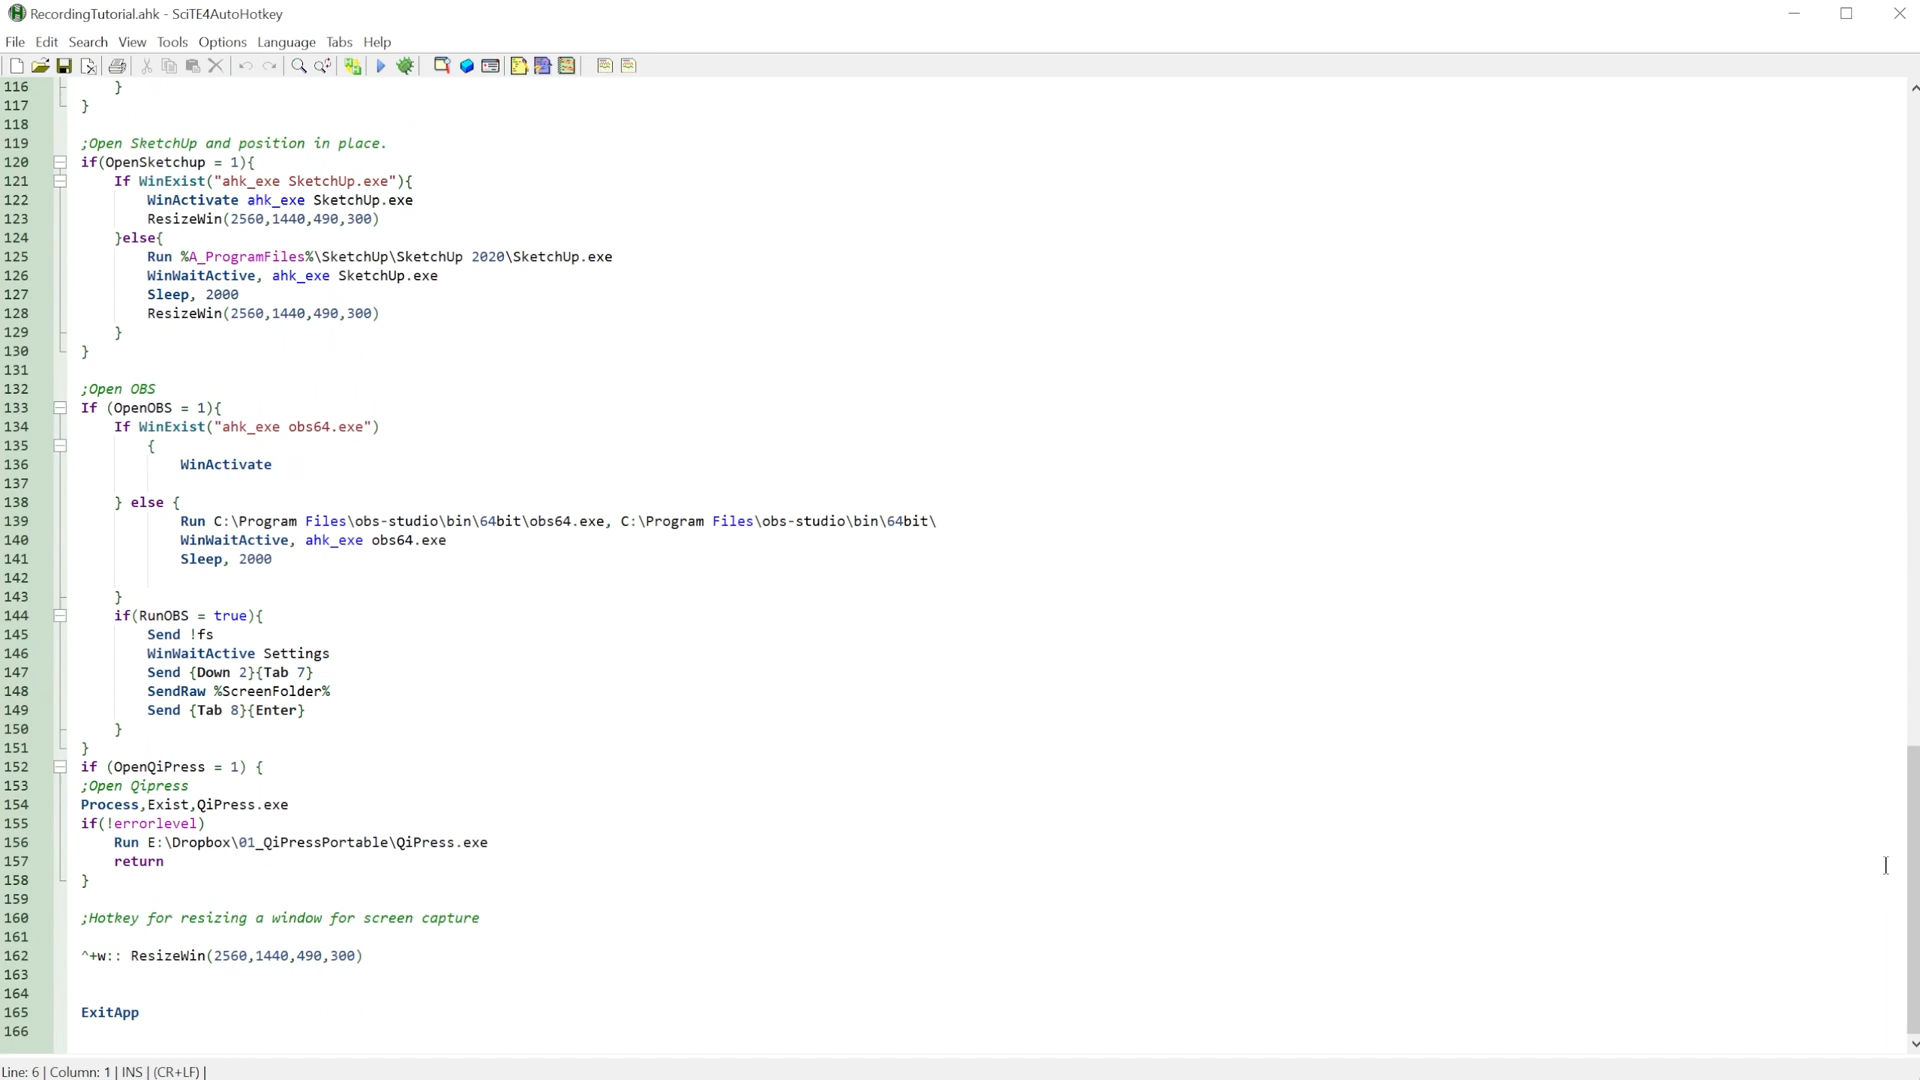 RecordingTutorial.ahk - SciTE4AutoHotkey
File Edit Search View Tools Options Language Tabs Help
116 }
117 }
118
119 ;Open SketchUp and position in place.
120 if(OpenSketchup = 1){
121 If WinExist("ahk_exe SketchUp.exe"){
122 WinActivate ahk_exe SketchUp.exe
123 ResizeWin(2560,1440,490,300)
124 }else{
125 Run %A_ProgramFiles%\SketchUp\SketchUp 2020\SketchUp.exe
126 WinWaitActive, ahk_exe SketchUp.exe
127 Sleep, 2000
128 ResizeWin(2560,1440,490,300)
129 }
130 }
131
132 ;Open OBS
133 If (OpenOBS = 1){
134 If WinExist("ahk_exe obs64.exe")
135 {
136 WinActivate
137
138 } else {
139 Run C:\Program Files\obs-studio\bin\64bit\obs64.exe, C:\Program Files\obs-studio\bin\64bit\
140 WinWaitActive, ahk_exe obs64.exe
141 Sleep, 2000
142
143 }
144 if(RunOBS = true){
145 Send !fs
146 WinWaitActive Settings
147 Send {Down 2}{Tab 7}
148 SendRaw %ScreenFolder%
149 Send {Tab 8}{Enter}
150 }
151 }
152 if (OpenQiPress = 1) {
153 ;Open Qipress
154 Process,Exist,QiPress.exe
155 if(!errorlevel)
156 Run E:\Dropbox\01_QiPressPortable\QiPress.exe
157 return
158 }
159
160 ;Hotkey for resizing a window for screen capture
161
162 ^+w:: ResizeWin(2560,1440,490,300)
163
164
165 ExitApp
166
Line: 6 | Column: 1 | INS | (CR+LF) |